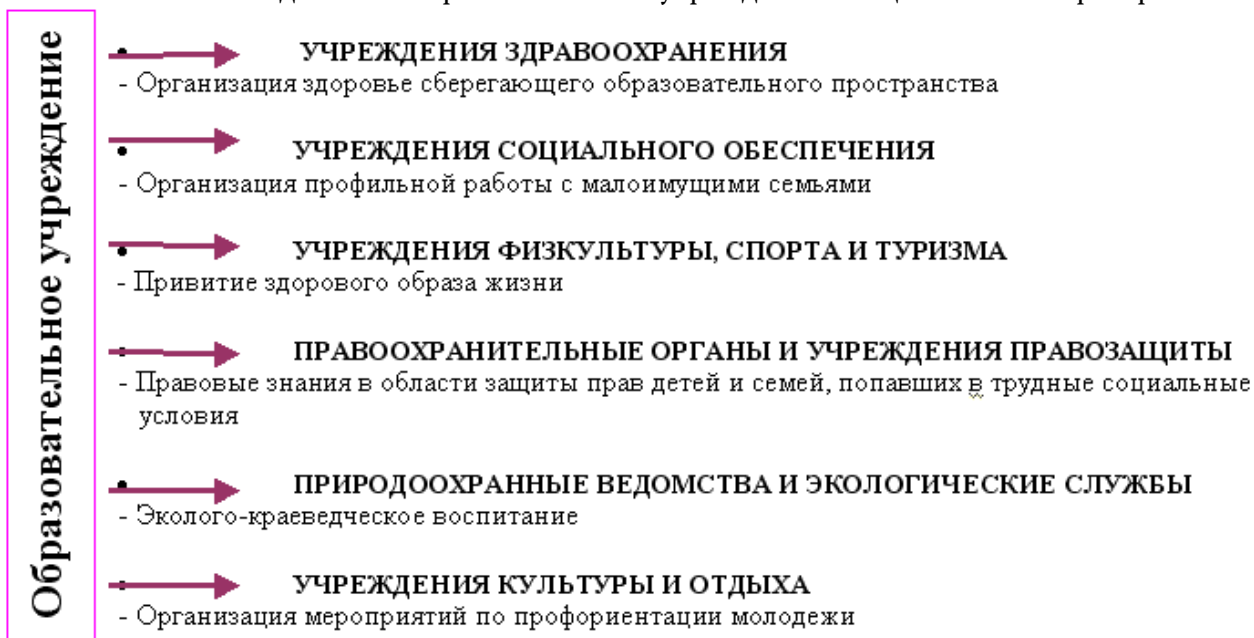 Образовательное учреждение
• УЧРЕЖДЕНИЯ ЗДРАВООХРАНЕНИЯ
- Организация здоровье сберегающего образовательного пространства
• УЧРЕЖДЕНИЯ СОЦИАЛЬНОГО ОБЕСПЕЧЕНИЯ
- Организация профильной работы с малоимущими семьями
• УЧРЕЖДЕНИЯ ФИЗКУЛЬТУРЫ, СПОРТА И ТУРИЗМА
- Привитие здорового образа жизни
• ПРАВООХРАНИТЕЛЬНЫЕ ОРГАНЫ И УЧРЕЖДЕНИЯ ПРАВОЗАЩИТЫ
- Правовые знания в области защиты прав детей и семей, попавших в трудные социальные
условия
• ПРИРОДООХРАННЫЕ ВЕДОМСТВА И ЭКОЛОГИЧЕСКИЕ СЛУЖБЫ
- Эколого-краеведческое воспитание
• УЧРЕЖДЕНИЯ КУЛЬТУРЫ И ОТДЫХА
- Организация мероприятий по профориентации молодежи